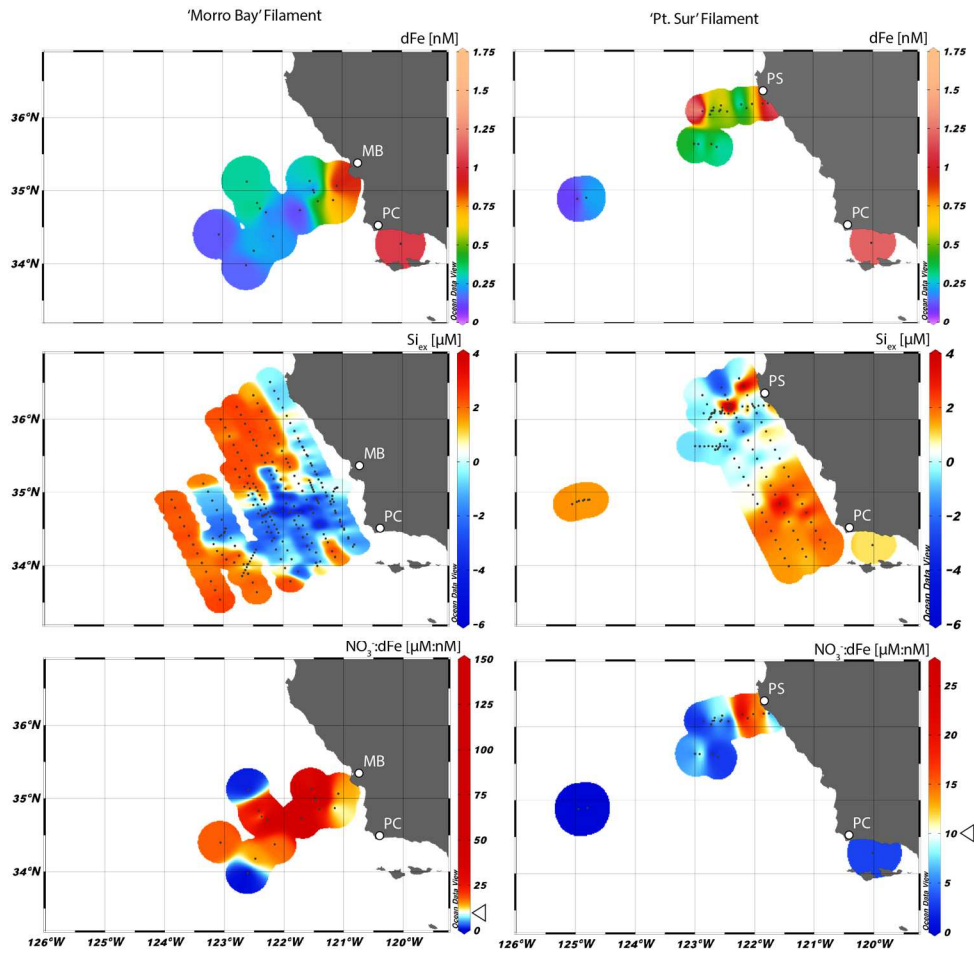 'Morro Bay' Filament
'Pt. Sur' Filament
dFe [nM]
dFe [nM]
36°N
35°N
34°N
MB
PC
1.75
1.5
1.25
1
0.75
0.5
0.25
0
Ocean Data View
PS
PC
1.75
1.5
1.25
1
0.75
0.5
0.25
0
Ocean Data View
Si_ex [µM]
Si_ex [µM]
36°N
35°N
34°N
MB
PC
4
2
0
-2
-4
-6
Ocean Data View
PS
PC
4
2
0
-2
-4
-6
Ocean Data View
NO₃⁻:dFe [µM:nM]
NO₃⁻:dFe [µM:nM]
36°N
35°N
34°N
MB
PC
150
125
100
75
50
25
0
Ocean Data View
PS
PC
25
20
15
10
5
0
Ocean Data View
126°W 125°W 124°W 123°W 122°W 121°W 120°W
126°W 125°W 124°W 123°W 122°W 121°W 120°W